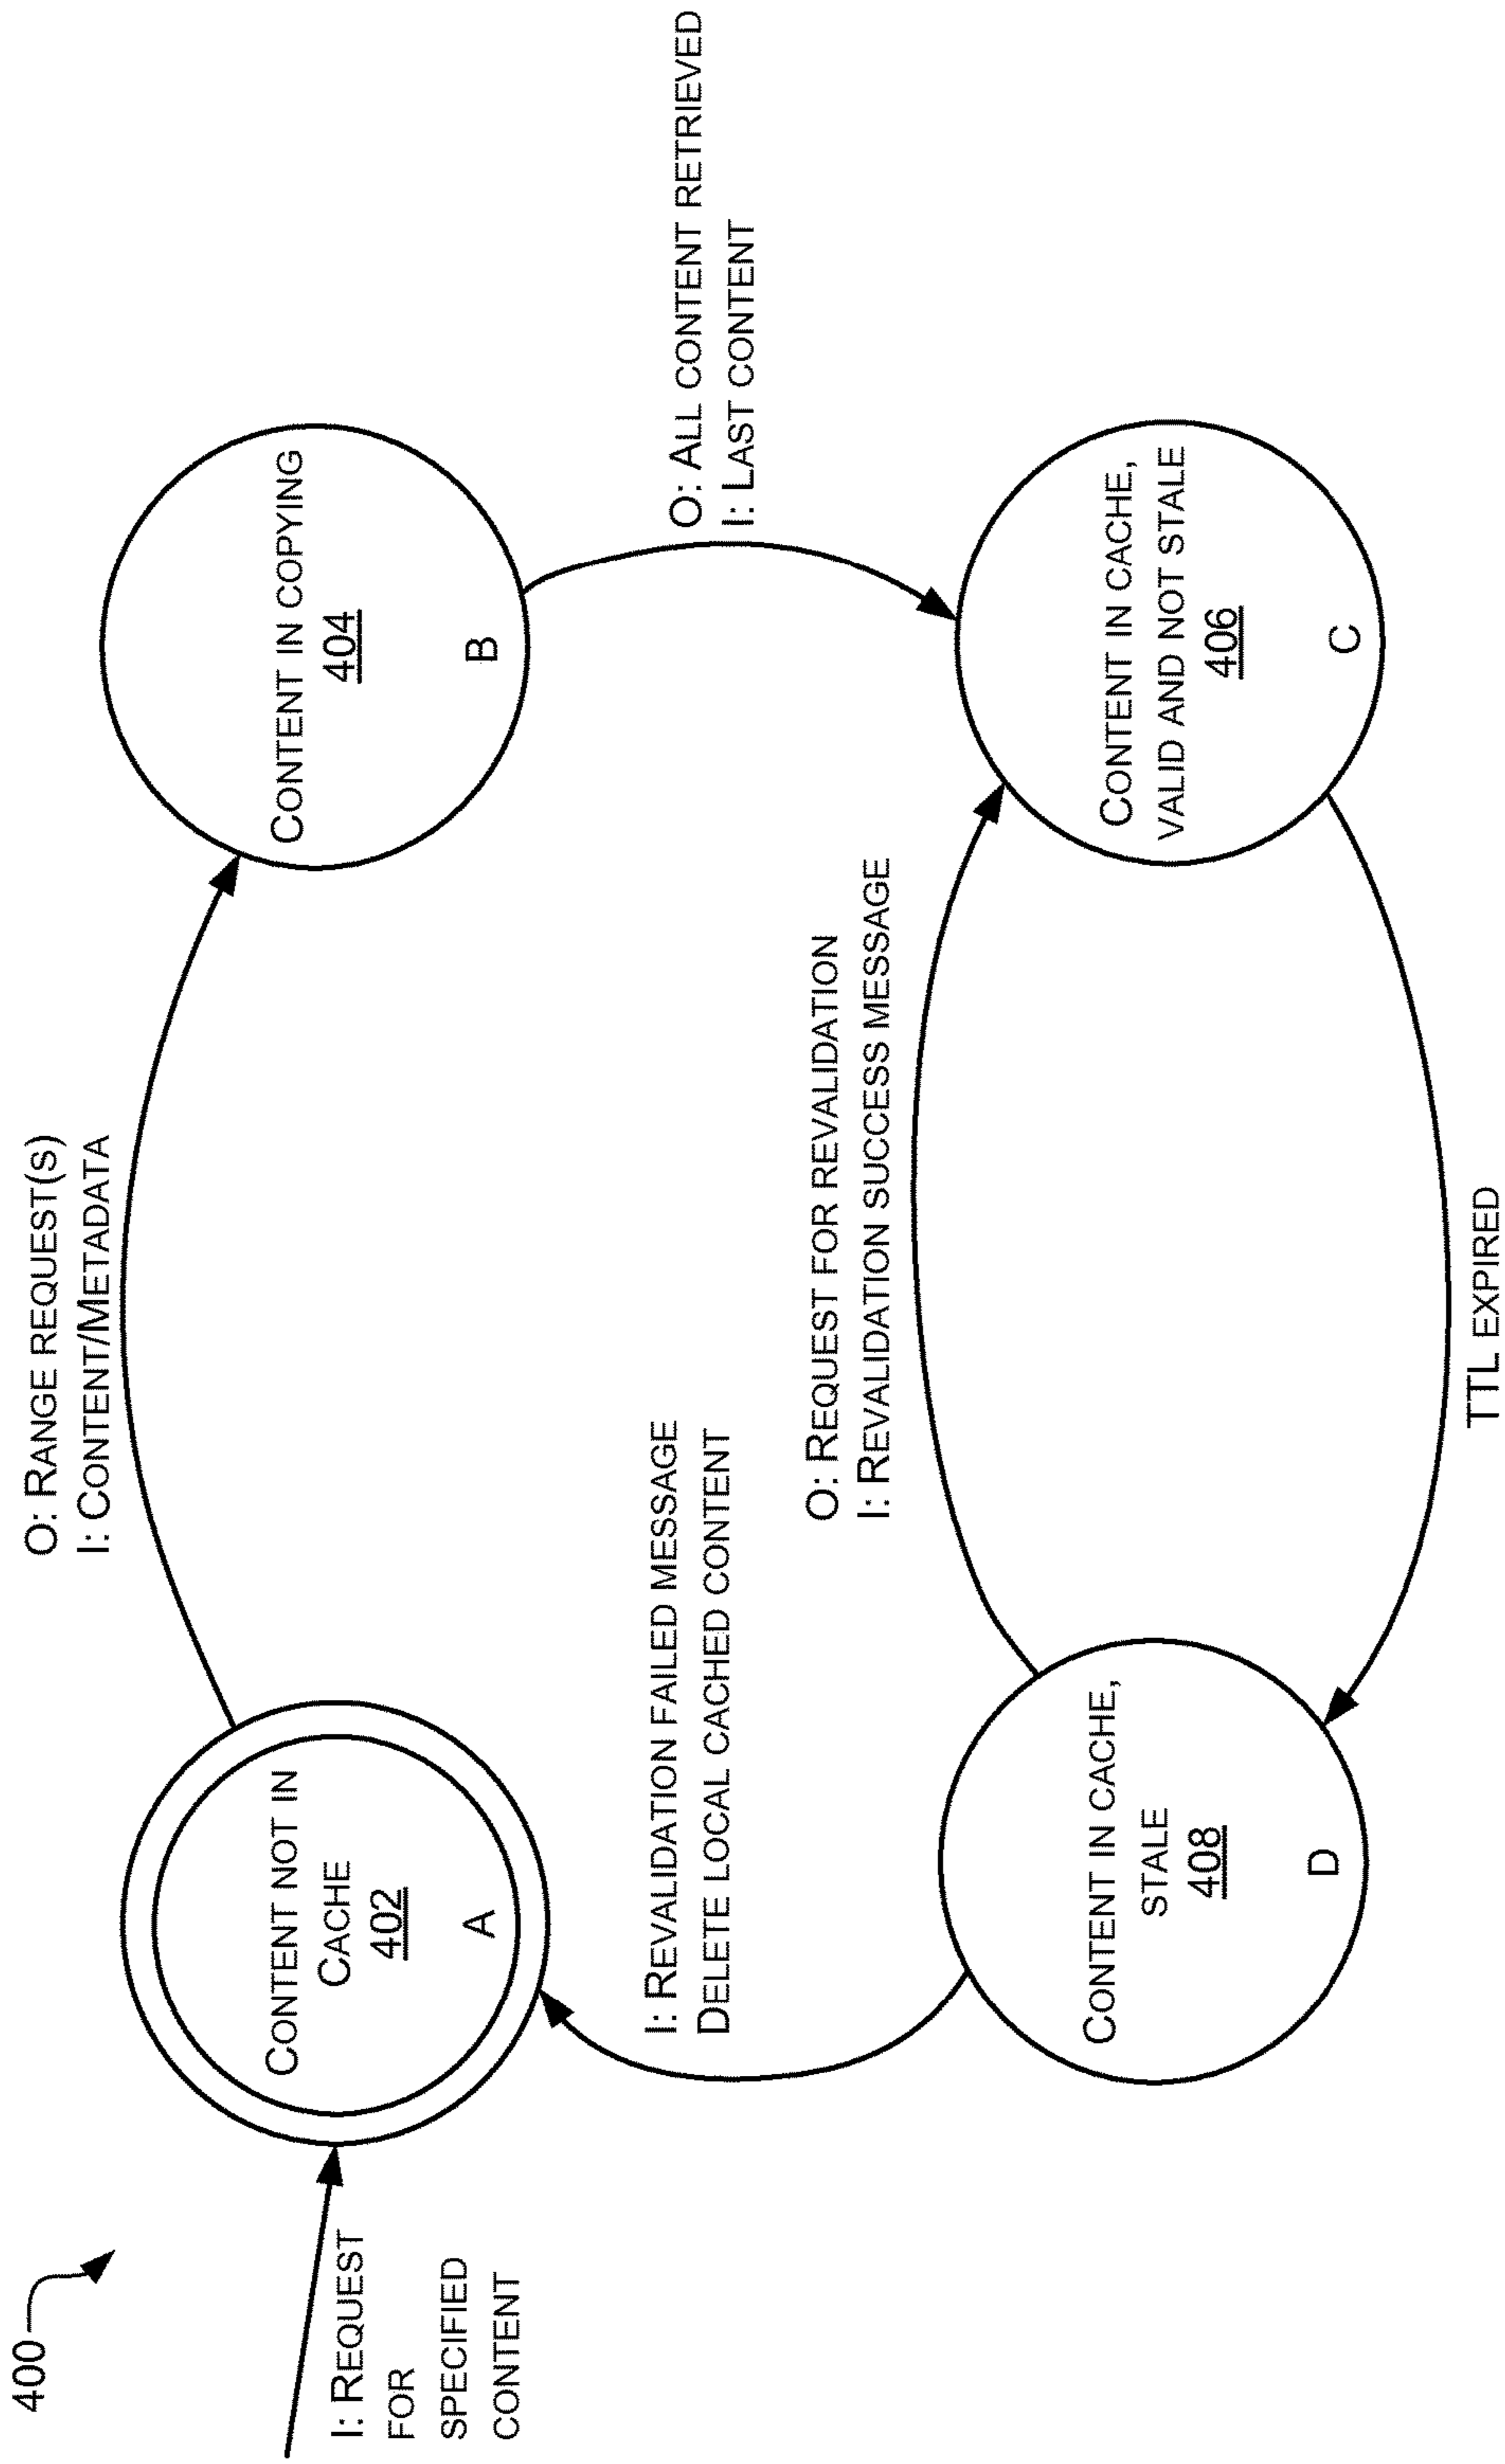 400
I: REQUEST
FOR
SPECIFIED
CONTENT
CONTENT NOT IN
CACHE
402
A
O: RANGE REQUEST(S)
I: CONTENT/METADATA
CONTENT IN COPYING
404
B
O: ALL CONTENT RETRIEVED
I: LAST CONTENT
I: REVALIDATION FAILED MESSAGE
DELETE LOCAL CACHED CONTENT
O: REQUEST FOR REVALIDATION
I: REVALIDATION SUCCESS MESSAGE
CONTENT IN CACHE,
STALE
408
D
CONTENT IN CACHE,
VALID AND NOT STALE
406
C
TTL EXPIRED